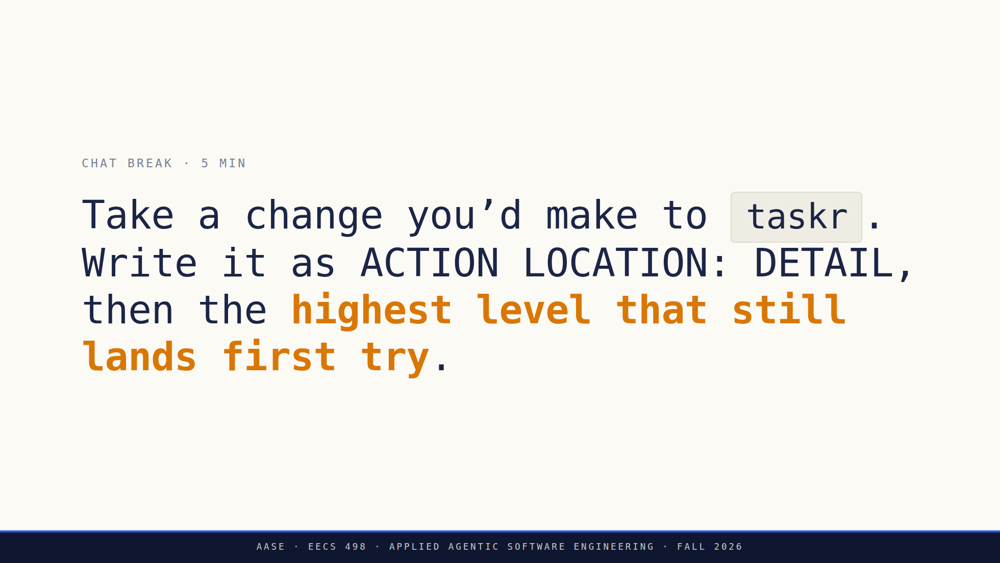 CHAT BREAK · 5 MIN
Take a change you’d make to taskr.
Write it as ACTION LOCATION: DETAIL,
then the highest level that still
lands first try.
AASE · EECS 498 · APPLIED AGENTIC SOFTWARE ENGINEERING · FALL 2026